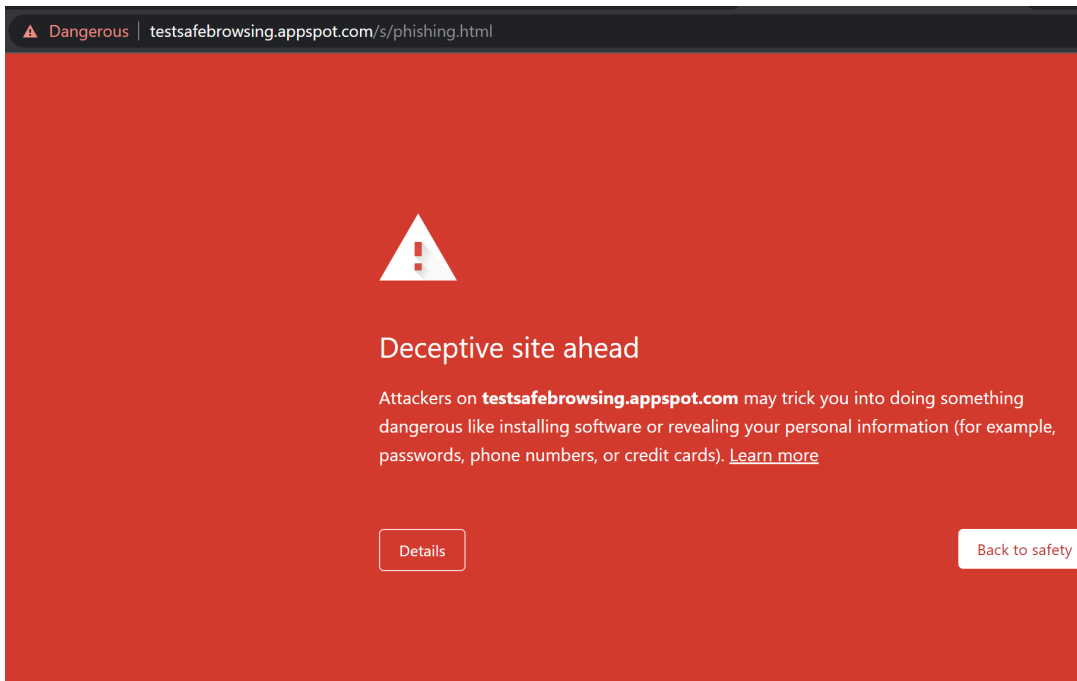 Dangerous testsafebrowsing.appspot.com/s/phishing.html
Deceptive site ahead
Attackers on testsafebrowsing.appspot.com may trick you into doing something
dangerous like installing software or revealing your personal information (for example,
passwords, phone numbers, or credit cards). Learn more
Details
Back to safety